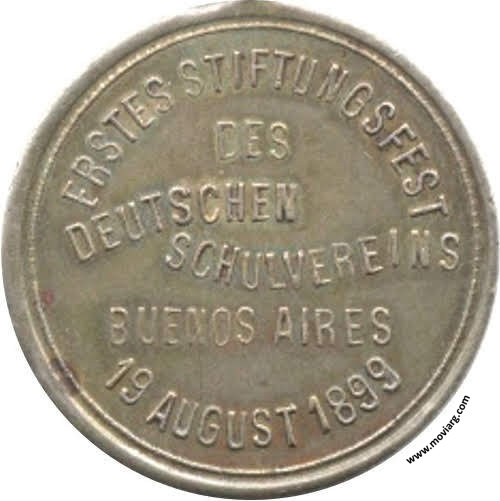 ERSTES STIFTUNGSFEST
DES
DEUTSCHEN
SCHULVEREINS
BUENOS AIRES
19 AUGUST 1899
www.moviarg.com